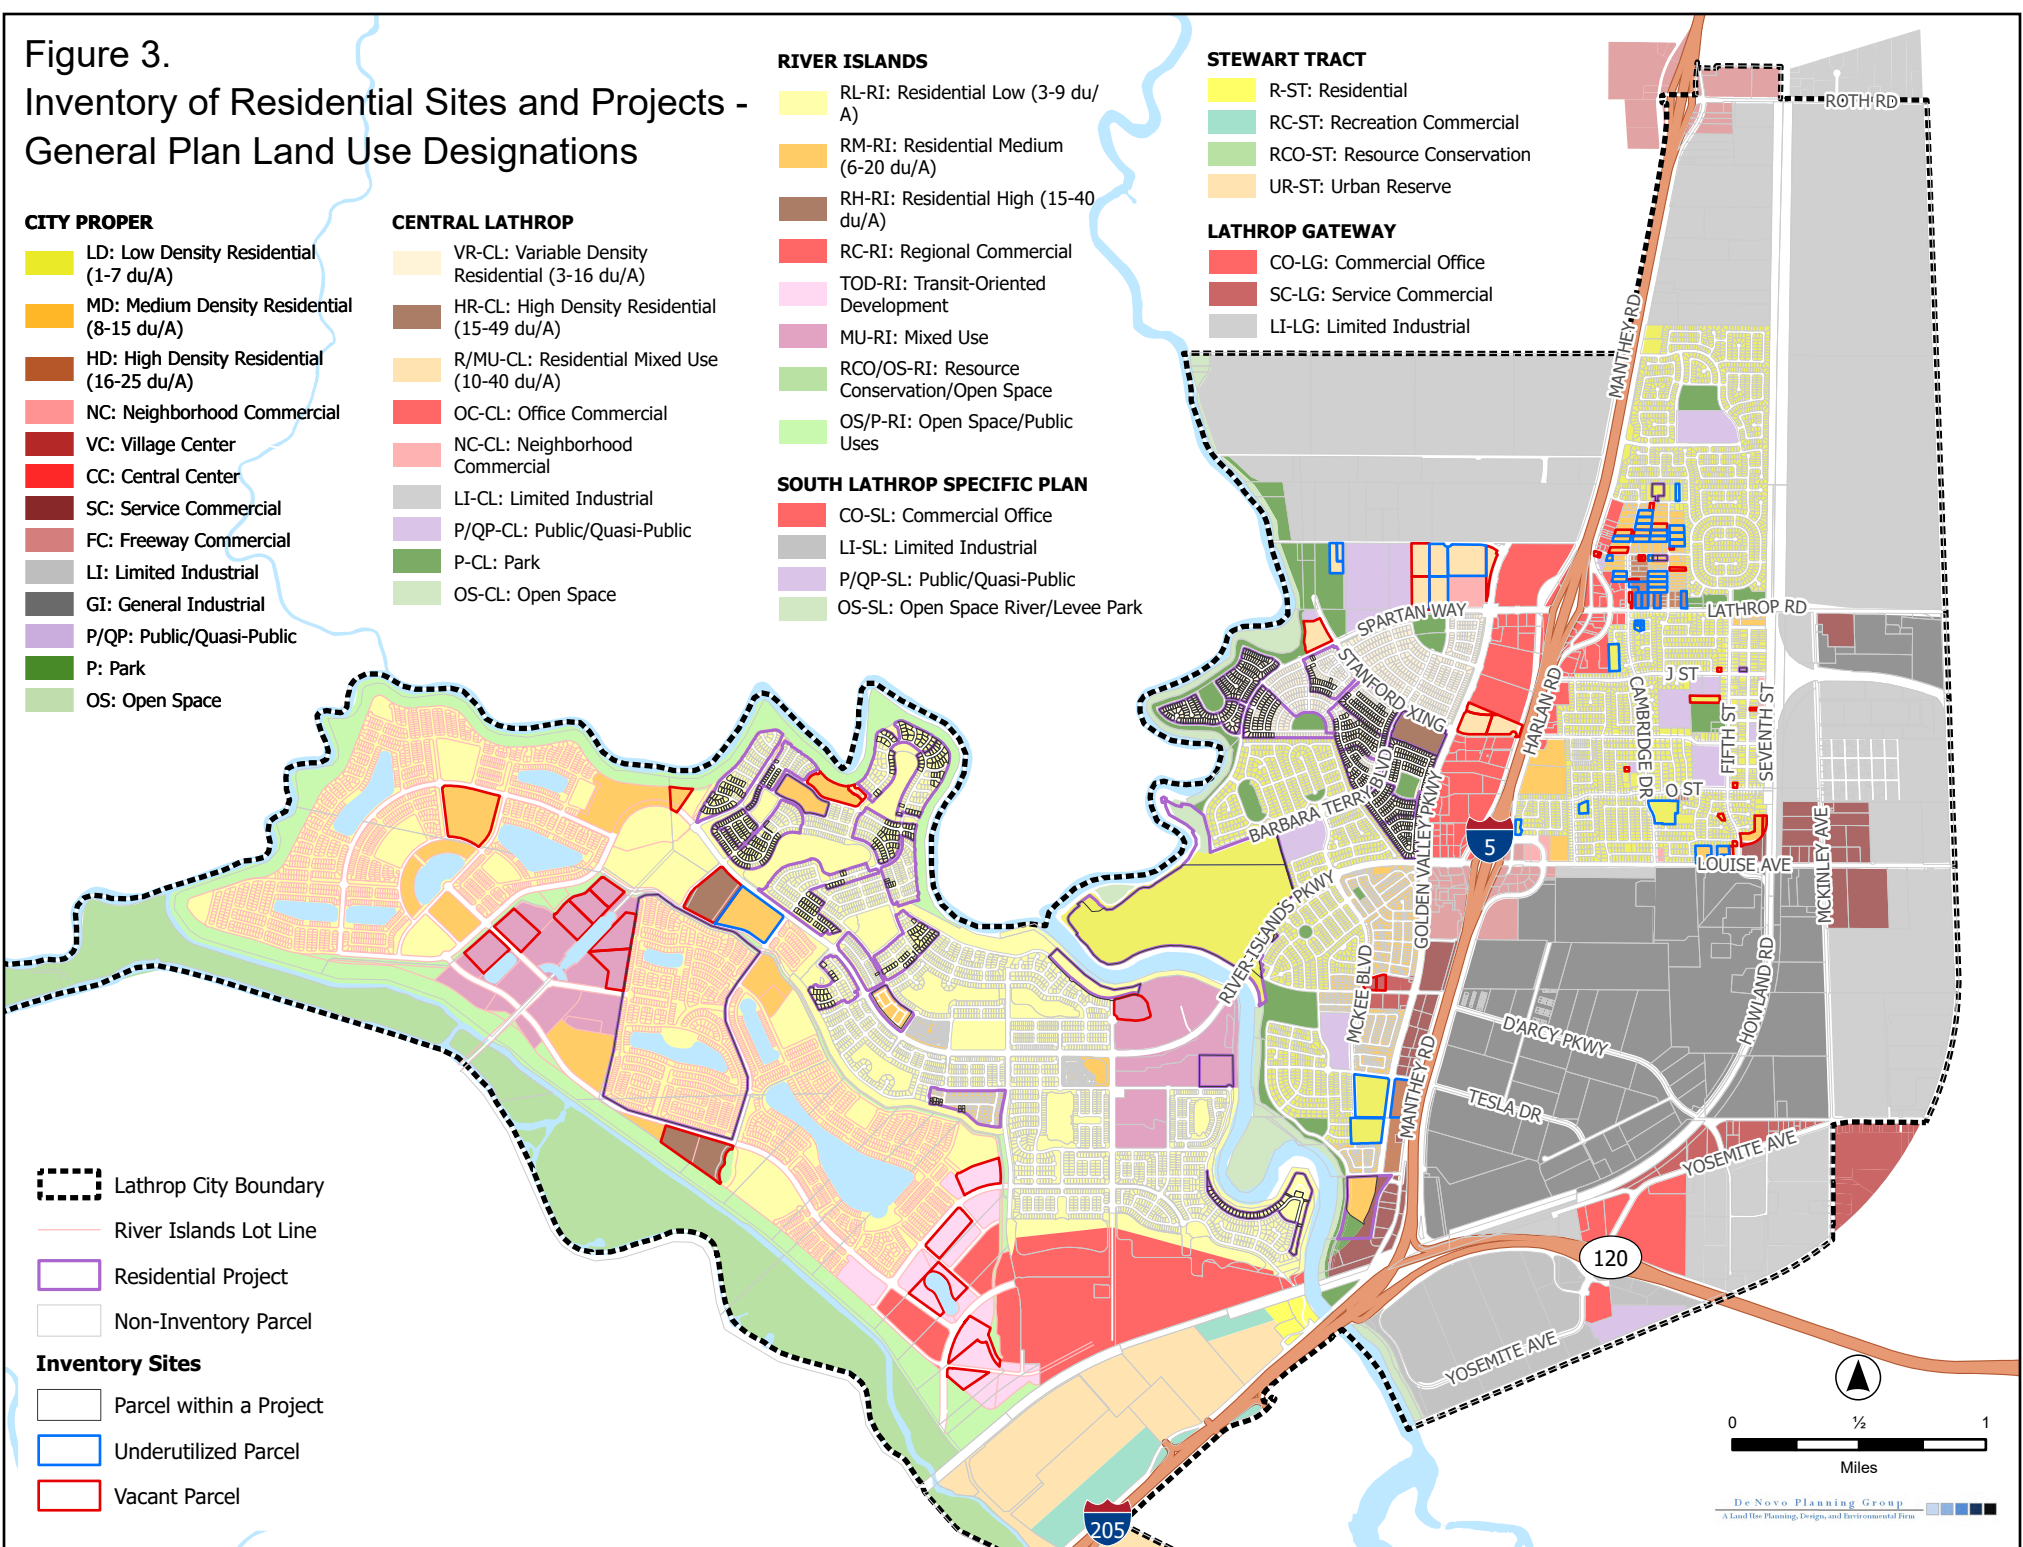 Figure 3.
Inventory of Residential Sites and Projects -
General Plan Land Use Designations
CITY PROPER
LD: Low Density Residential
(1-7 du/A)
MD: Medium Density Residential
(8-15 du/A)
HD: High Density Residential
(16-25 du/A)
NC: Neighborhood Commercial
VC: Village Center
CC: Central Center
SC: Service Commercial
FC: Freeway Commercial
LI: Limited Industrial
GI: General Industrial
P/QP: Public/Quasi-Public
P: Park
OS: Open Space
CENTRAL LATHROP
VR-CL: Variable Density
Residential (3-16 du/A)
HR-CL: High Density Residential
(15-49 du/A)
R/MU-CL: Residential Mixed Use
(10-40 du/A)
OC-CL: Office Commercial
NC-CL: Neighborhood
Commercial
LI-CL: Limited Industrial
P/QP-CL: Public/Quasi-Public
P-CL: Park
OS-CL: Open Space
RIVER ISLANDS
RL-RI: Residential Low (3-9 du/
A)
RM-RI: Residential Medium
(6-20 du/A)
RH-RI: Residential High (15-40
du/A)
RC-RI: Regional Commercial
TOD-RI: Transit-Oriented
Development
MU-RI: Mixed Use
RCO/OS-RI: Resource
Conservation/Open Space
OS/P-RI: Open Space/Public
Uses
SOUTH LATHROP SPECIFIC PLAN
CO-SL: Commercial Office
LI-SL: Limited Industrial
P/QP-SL: Public/Quasi-Public
OS-SL: Open Space River/Levee Park
STEWART TRACT
R-ST: Residential
RC-ST: Recreation Commercial
RCO-ST: Resource Conservation
UR-ST: Urban Reserve
LATHROP GATEWAY
CO-LG: Commercial Office
SC-LG: Service Commercial
LI-LG: Limited Industrial
ROTH RD
MANTHEY RD
SPARTAN WAY
LATHROP RD
STANFORD XING
J ST
HARLAN RD
CAMBRIDGE DR
FIFTH ST
SEVENTH ST
O ST
BARBARA TERRY BLVD
GOLDEN VALLEY PKWY
5
LOUISE AVE
MCKINLEY AVE
RIVER ISLANDS PKWY
MCKEE BLVD
HOWLAND RD
D'ARCY PKWY
MANTHEY RD
TESLA DR
YOSEMITE AVE
120
YOSEMITE AVE
205
Lathrop City Boundary
River Islands Lot Line
Residential Project
Non-Inventory Parcel
Inventory Sites
Parcel within a Project
Underutilized Parcel
Vacant Parcel
0 ½ 1
Miles
De Novo Planning Group
A Land Use Planning, Design, and Environmental Firm